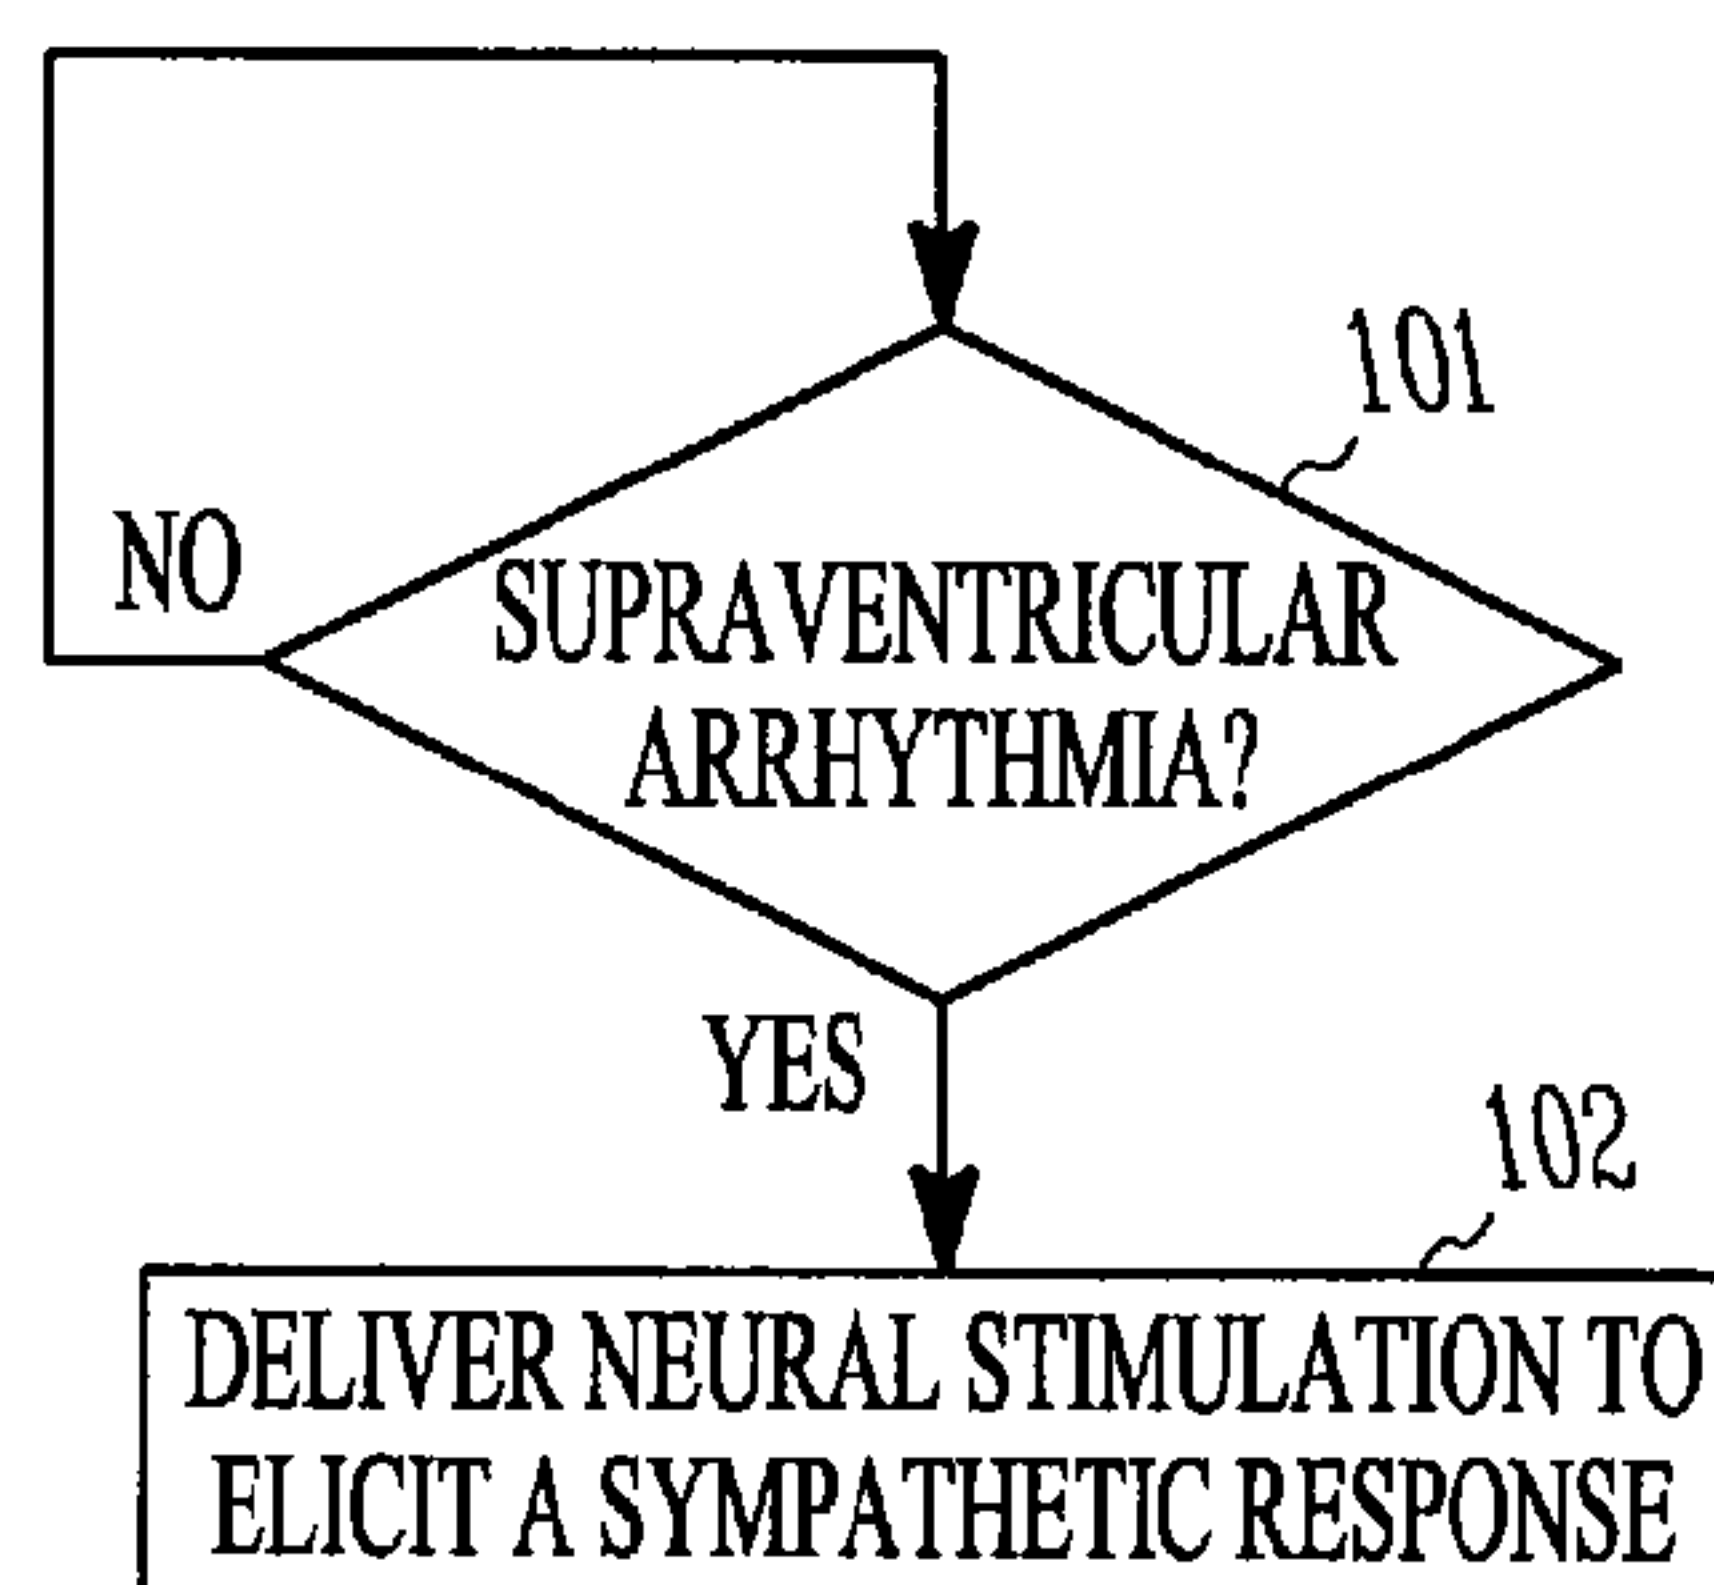 101
NO
SUPRAVENTRICULAR
ARRHYTHMIA?
YES
102
DELIVER NEURAL STIMULATION TO
ELICIT A SYMPATHETIC RESPONSE